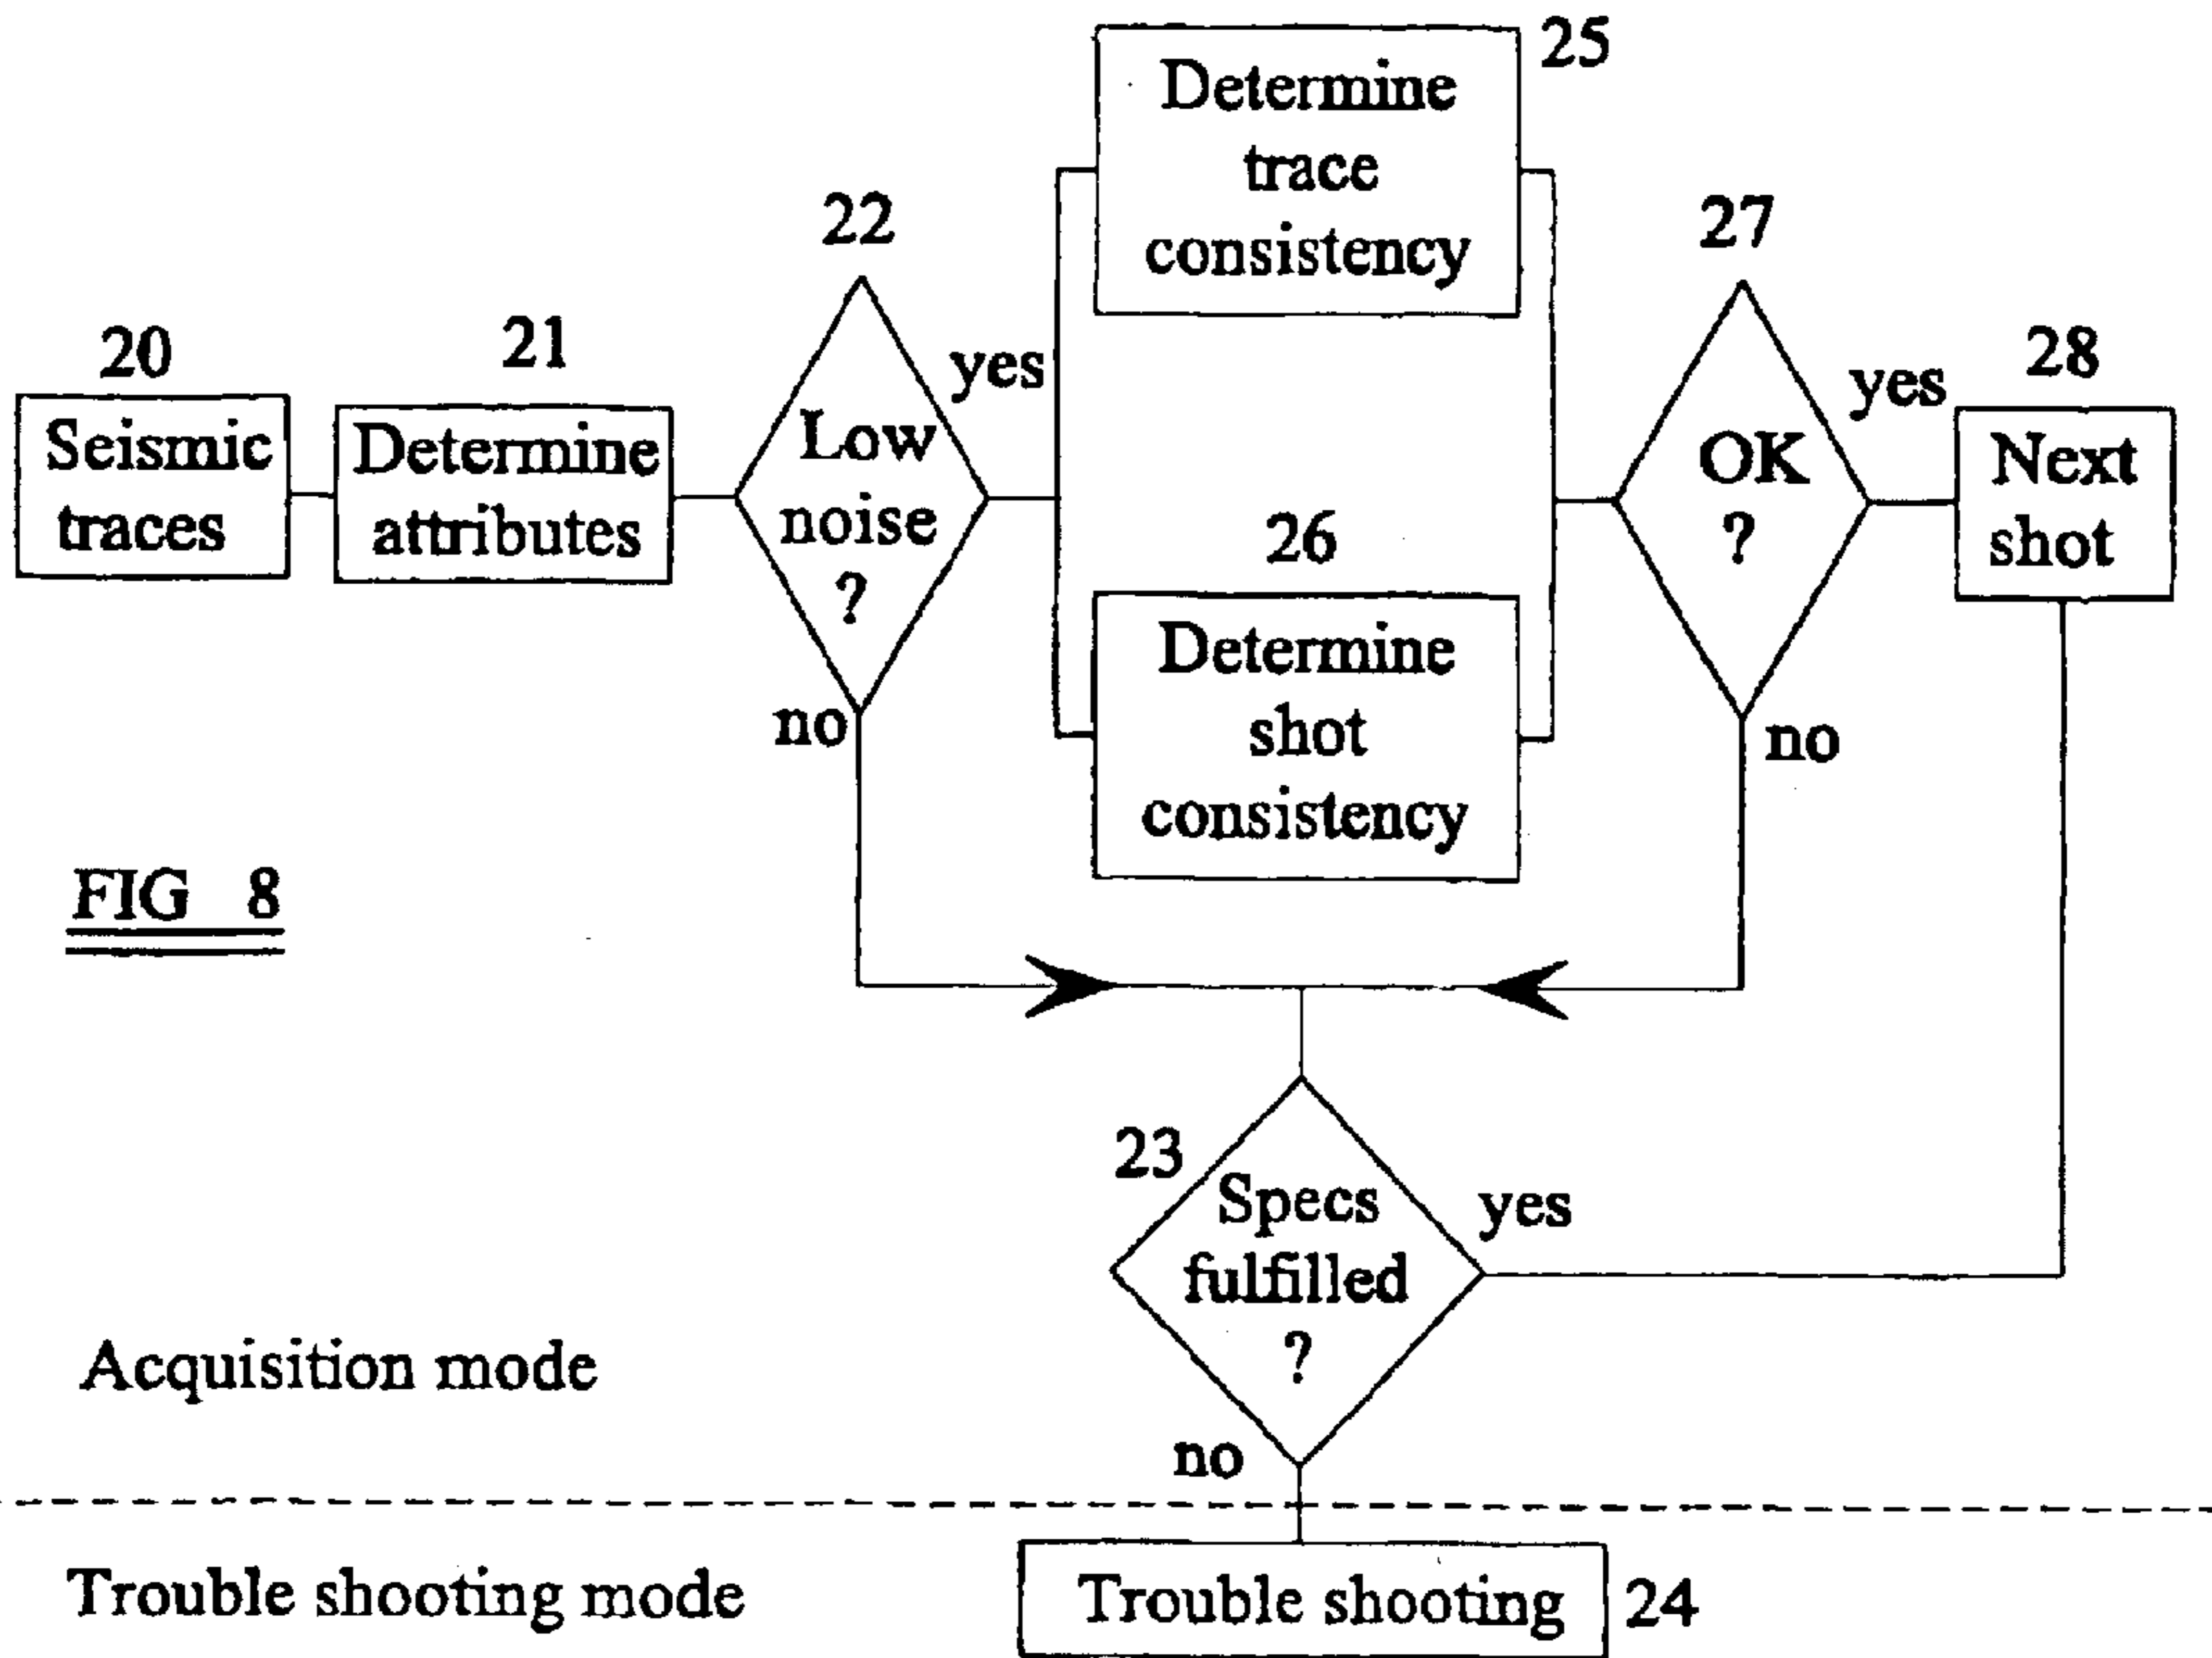 20
Seismic
traces
21
Determine
attributes
22
Low
noise
?
yes
no
25
Determine
trace
consistency
26
Determine
shot
consistency
27
OK
?
yes
no
28
Next
shot
FIG 8
23
Specs
fulfilled
?
yes
no
Acquisition mode
Trouble shooting mode
Trouble shooting
24